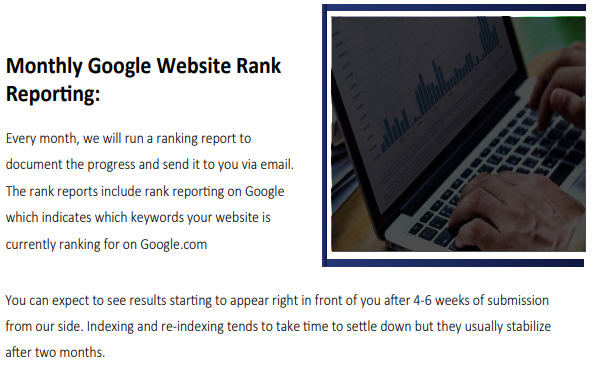 Monthly Google Website Rank
Reporting:
Every month, we will run a ranking report to
document the progress and send it to you via email.
The rank reports include rank reporting on Google
which indicates which keywords your website is
currently ranking for on Google.com
You can expect to see results starting to appear right in front of you after 4-6 weeks of submission
from our side. Indexing and re-indexing tends to take time to settle down but they usually stabilize
after two months.